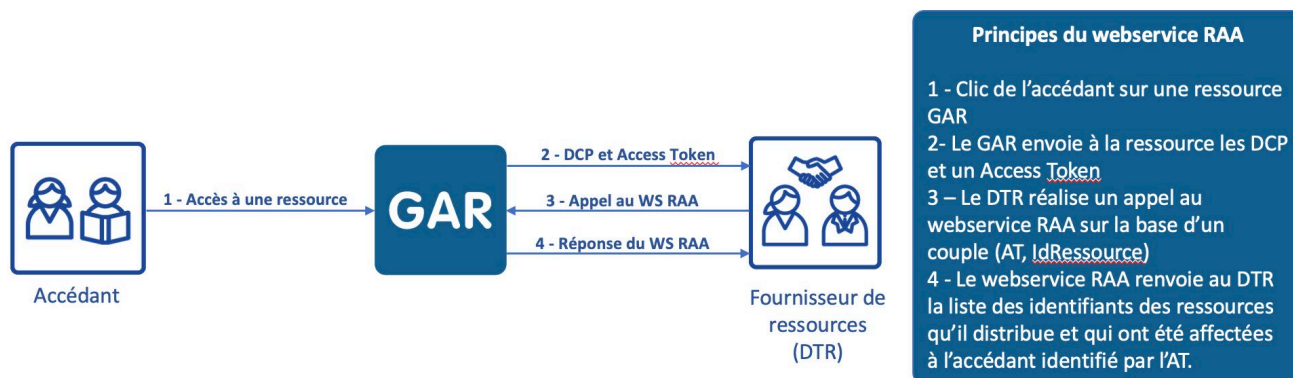 1 - Accès à une ressource
Accédant
GAR
2 - DCP et Access Token
3 - Appel au WS RAA
4 - Réponse du WS RAA
Fournisseur de
ressources
(DTR)
Principes du webservice RAA
1 - Clic de l’accédant sur une ressource
GAR
2- Le GAR envoie à la ressource les DCP
et un Access Token
3 – Le DTR réalise un appel au
webservice RAA sur la base d’un
couple (AT, IdRessource)
4 - Le webservice RAA renvoie au DTR
la liste des identifiants des ressources
qu’il distribue et qui ont été affectées
à l’accédant identifié par l’AT.